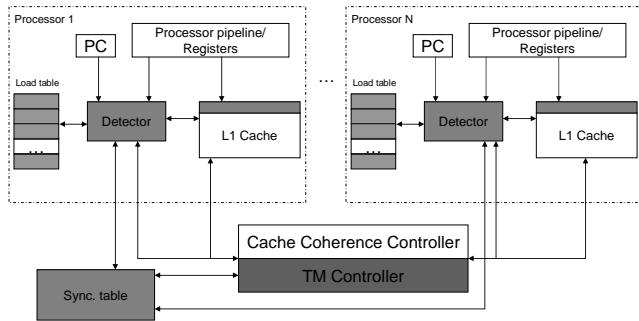 Processor 1
PC
Processor pipeline/
Registers
Load table
Detector
L1 Cache
...
...
Processor N
PC
Processor pipeline/
Registers
Load table
Detector
L1 Cache
...
Cache Coherence Controller
TM Controller
Sync. table